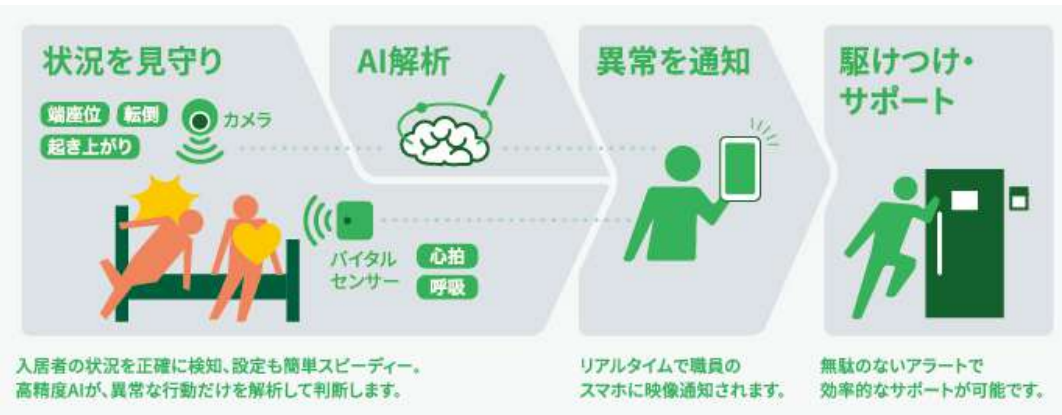 状況を見守り
端座位
転倒
起き上がり
カメラ
バイタル
センサー
心拍
呼吸
AI解析
異常を通知
駆けつけ・
サポート
入居者の状況を正確に検知、設定も簡単スピーディー。
高精度AIが、異常な行動だけを解析して判断します。
リアルタイムで職員の
スマホに映像通知されます。
無駄のないアラートで
効率的なサポートが可能です。